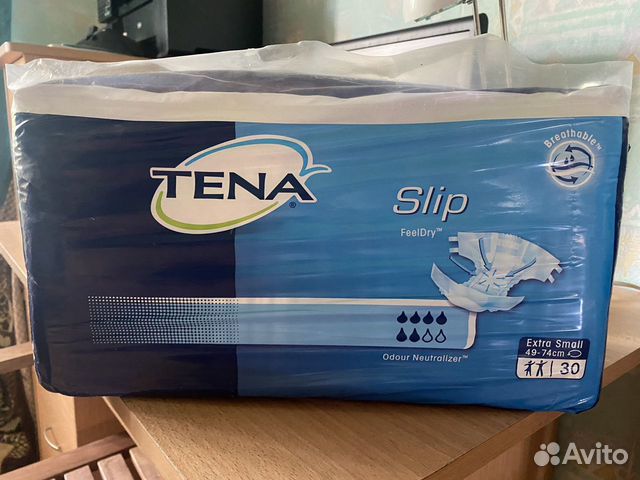 Breathable™
TENA®
Slip
FeelDry™
Odour Neutralizer™
Extra Small
49-74cm
30
Avito